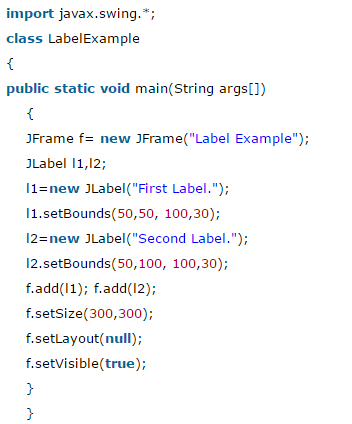 import javax.swing.*;
class LabelExample
{
public static void main(String args[])
{
JFrame f= new JFrame("Label Example");
JLabel l1,l2;
l1=new JLabel("First Label.");
l1.setBounds(50,50, 100,30);
l2=new JLabel("Second Label.");
l2.setBounds(50,100, 100,30);
f.add(l1); f.add(l2);
f.setSize(300,300);
f.setLayout(null);
f.setVisible(true);
}
}